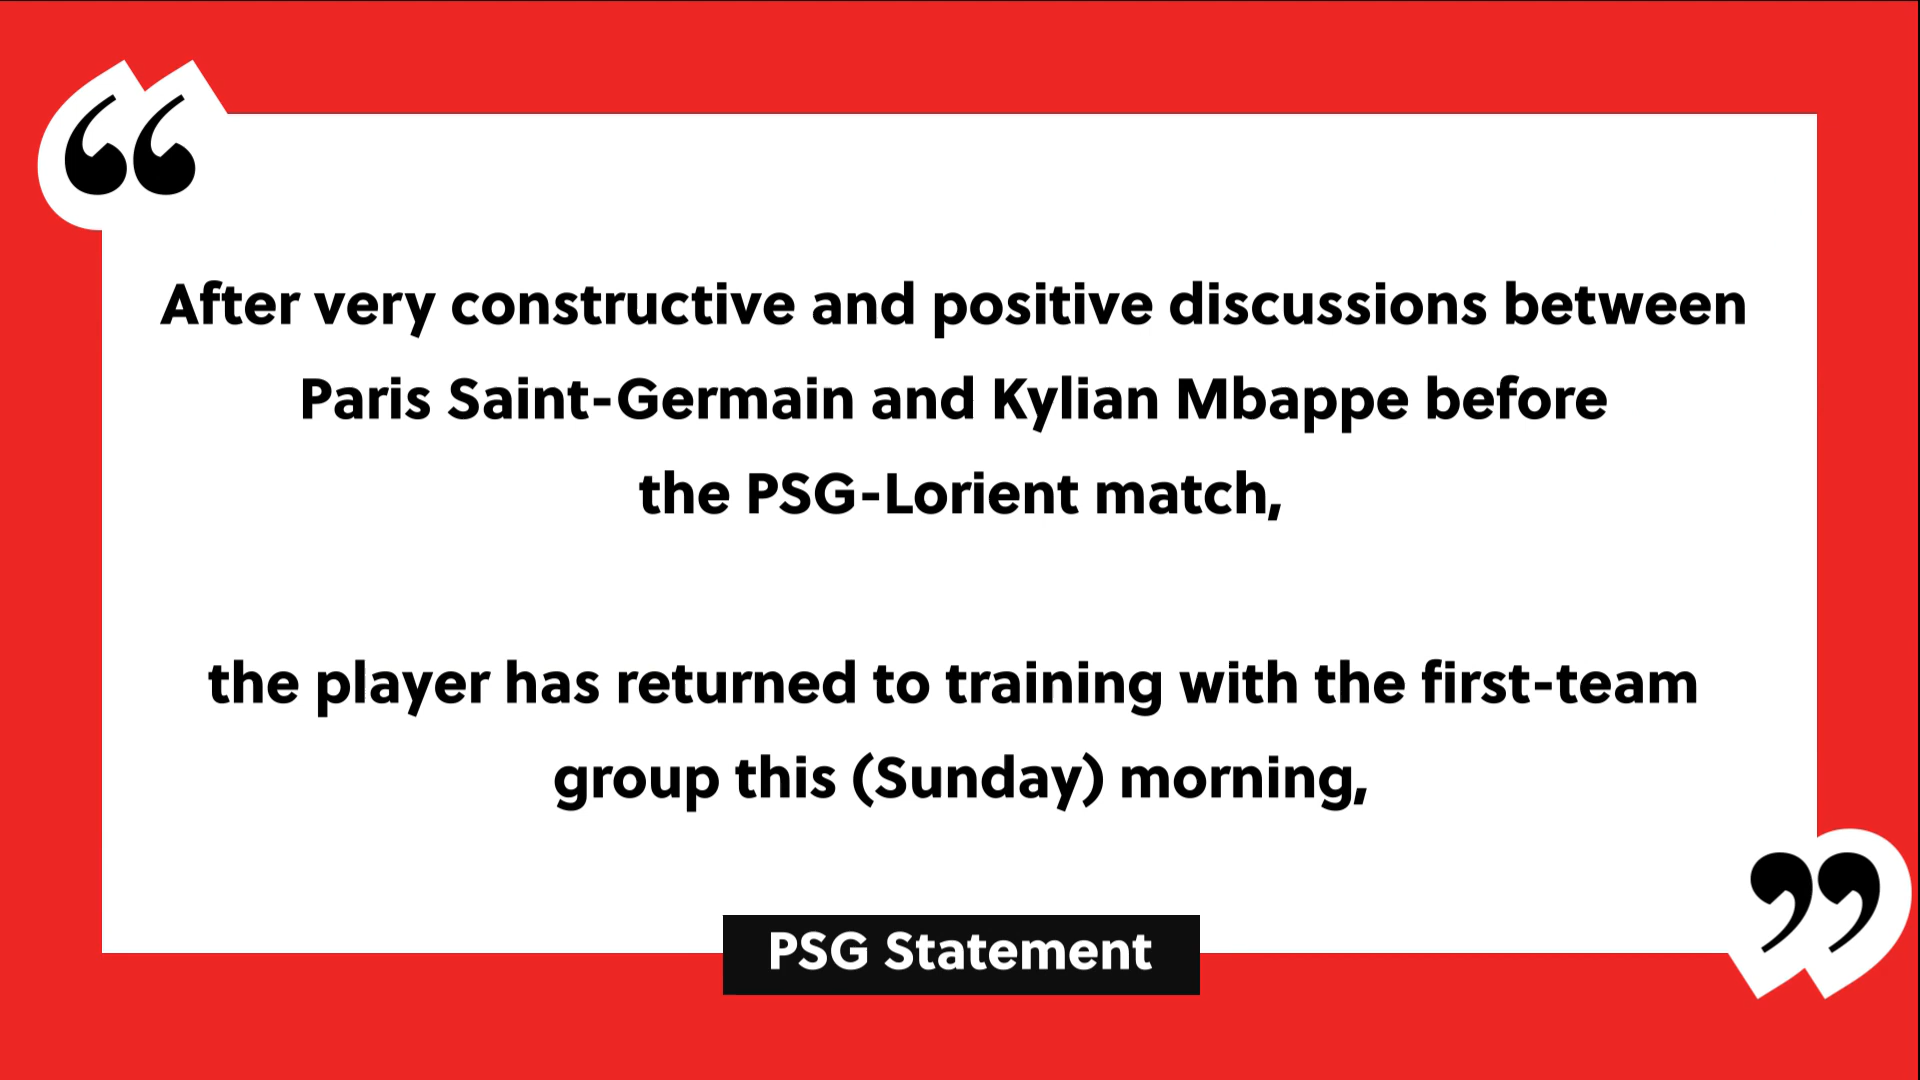 “
After very constructive and positive discussions between
Paris Saint-Germain and Kylian Mbappe before
the PSG-Lorient match,
the player has returned to training with the first-team
group this (Sunday) morning,
”
PSG Statement